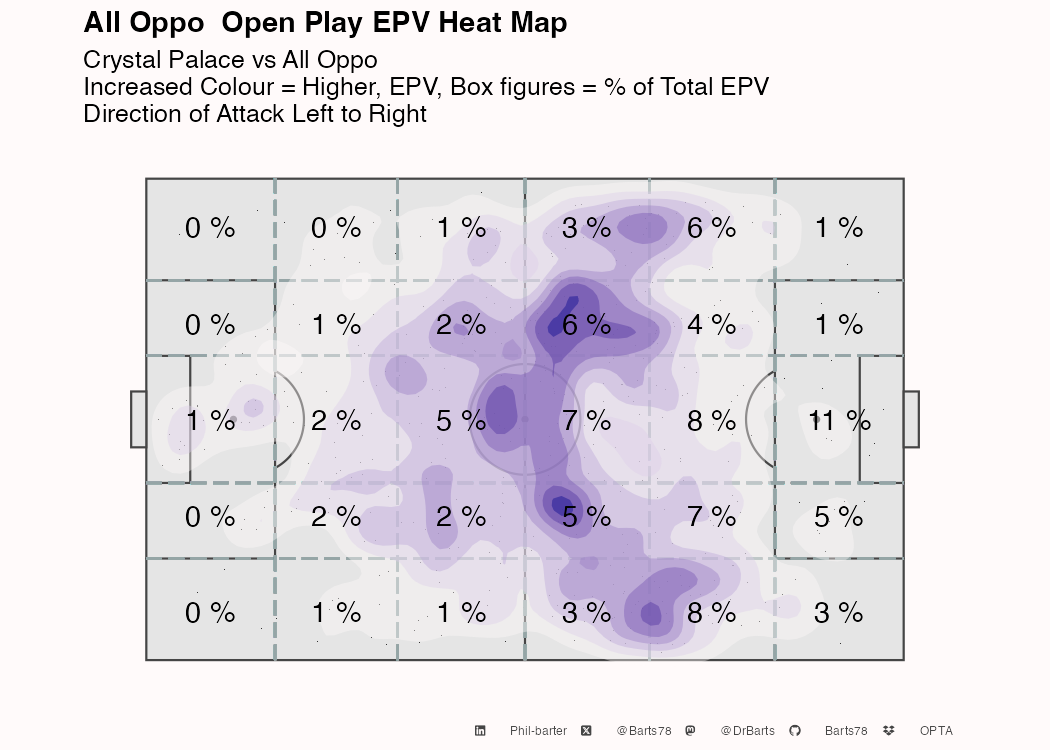 All Oppo  Open Play EPV Heat Map
Crystal Palace vs All Oppo
Increased Colour = Higher, EPV, Box figures = % of Total EPV
Direction of Attack Left to Right
0 % 0 % 1 % 3 % 6 % 1 %
0 % 1 % 2 % 6 % 4 % 1 %
1 % 2 % 5 % 7 % 8 % 11 %
0 % 2 % 2 % 5 % 7 % 5 %
0 % 1 % 1 % 3 % 8 % 3 %
Phil-barter @Barts78 @DrBarts Barts78 OPTA